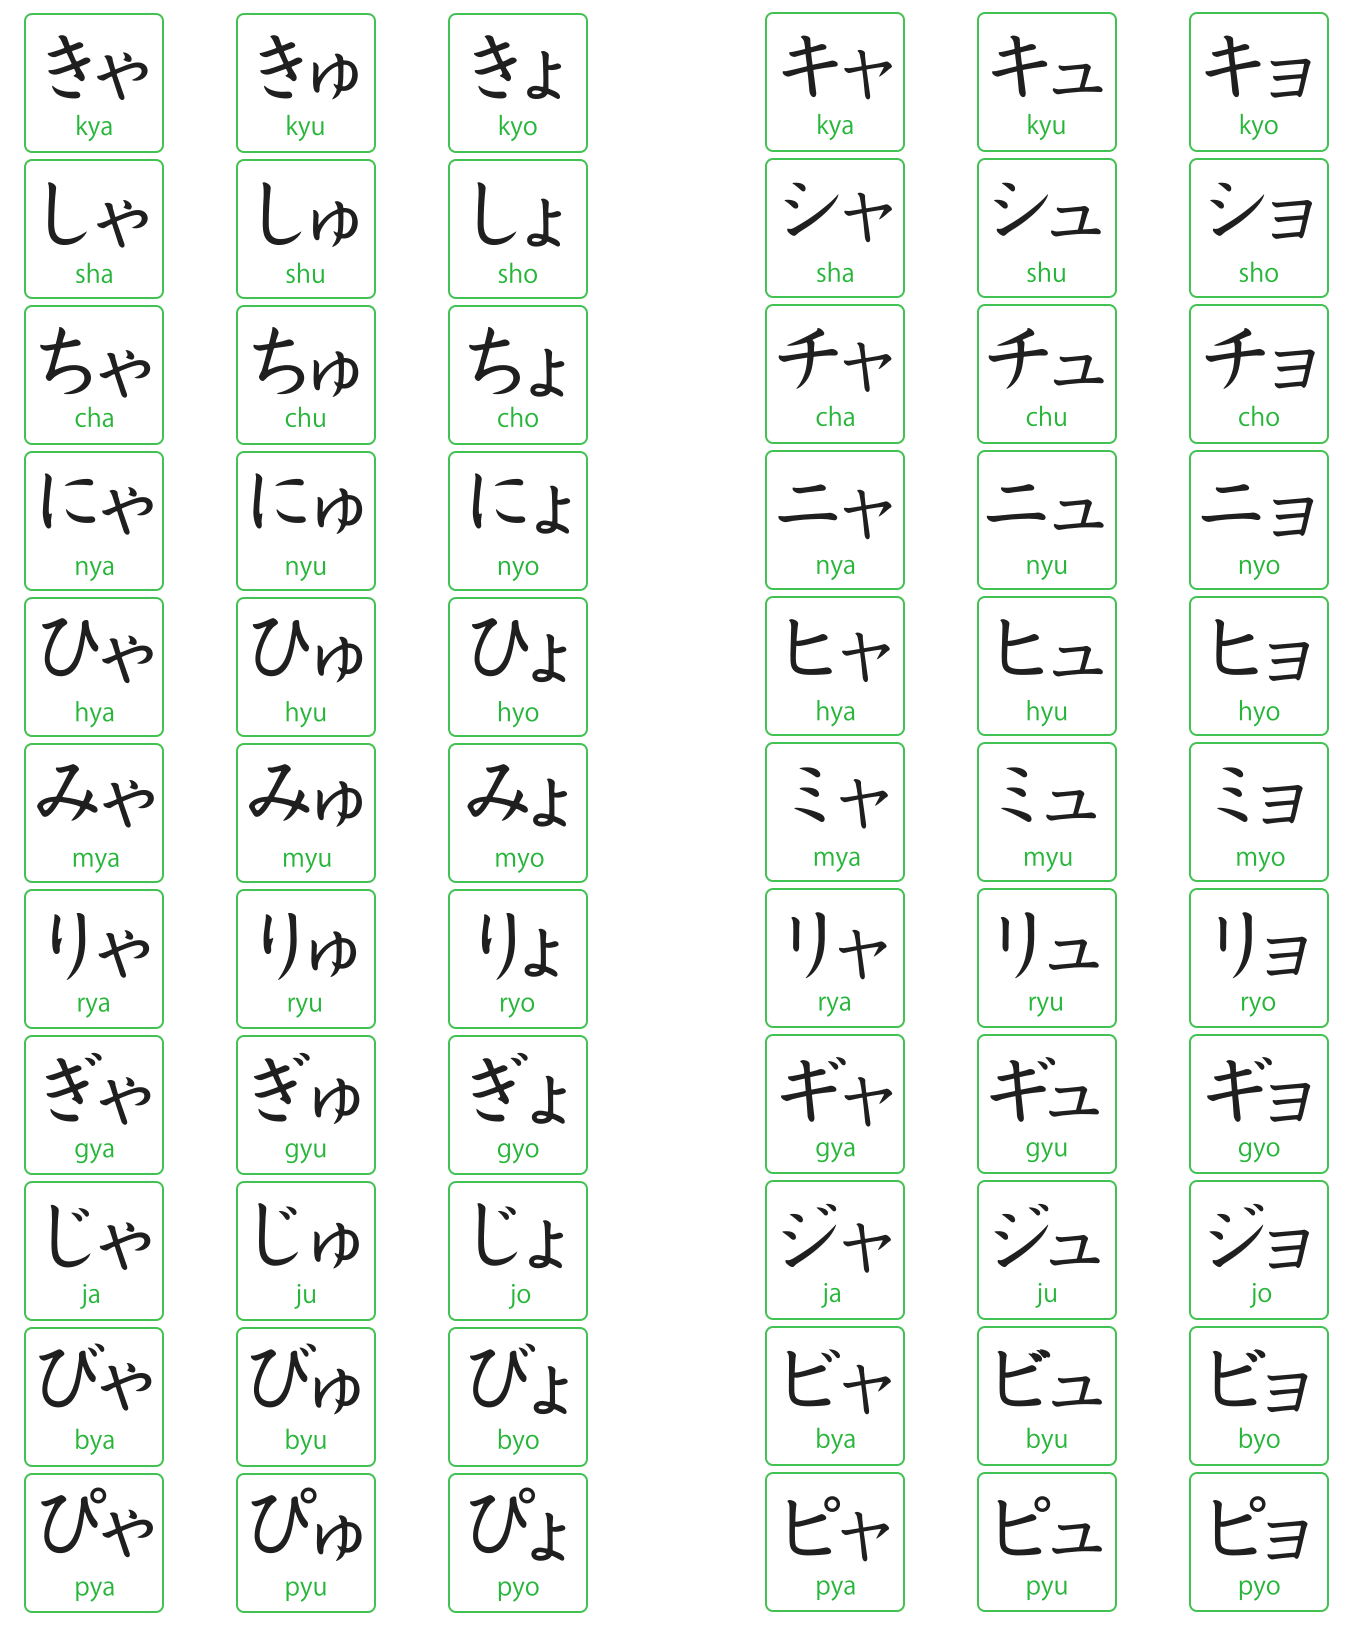 きゃ きゅ きょ キャ キュ キョ
kya kyu kyo kya kyu kyo
しゃ しゅ しょ シャ シュ ショ
sha shu sho sha shu sho
ちゃ ちゅ ちょ チャ チュ チョ
cha chu cho cha chu cho
にゃ にゅ にょ ニャ ニュ ニョ
nya nyu nyo nya nyu nyo
ひゃ ひゅ ひょ ヒャ ヒュ ヒョ
hya hyu hyo hya hyu hyo
みゃ みゅ みょ ミャ ミュ ミョ
mya myu myo mya myu myo
りゃ りゅ りょ リャ リュ リョ
rya ryu ryo rya ryu ryo
ぎゃ ぎゅ ぎょ ギャ ギュ ギョ
gya gyu gyo gya gyu gyo
じゃ じゅ じょ ジャ ジュ ジョ
ja ju jo ja ju jo
びゃ びゅ びょ ビャ ビュ ビョ
bya byu byo bya byu byo
ぴゃ ぴゅ ぴょ ピャ ピュ ピョ
pya pyu pyo pya pyu pyo